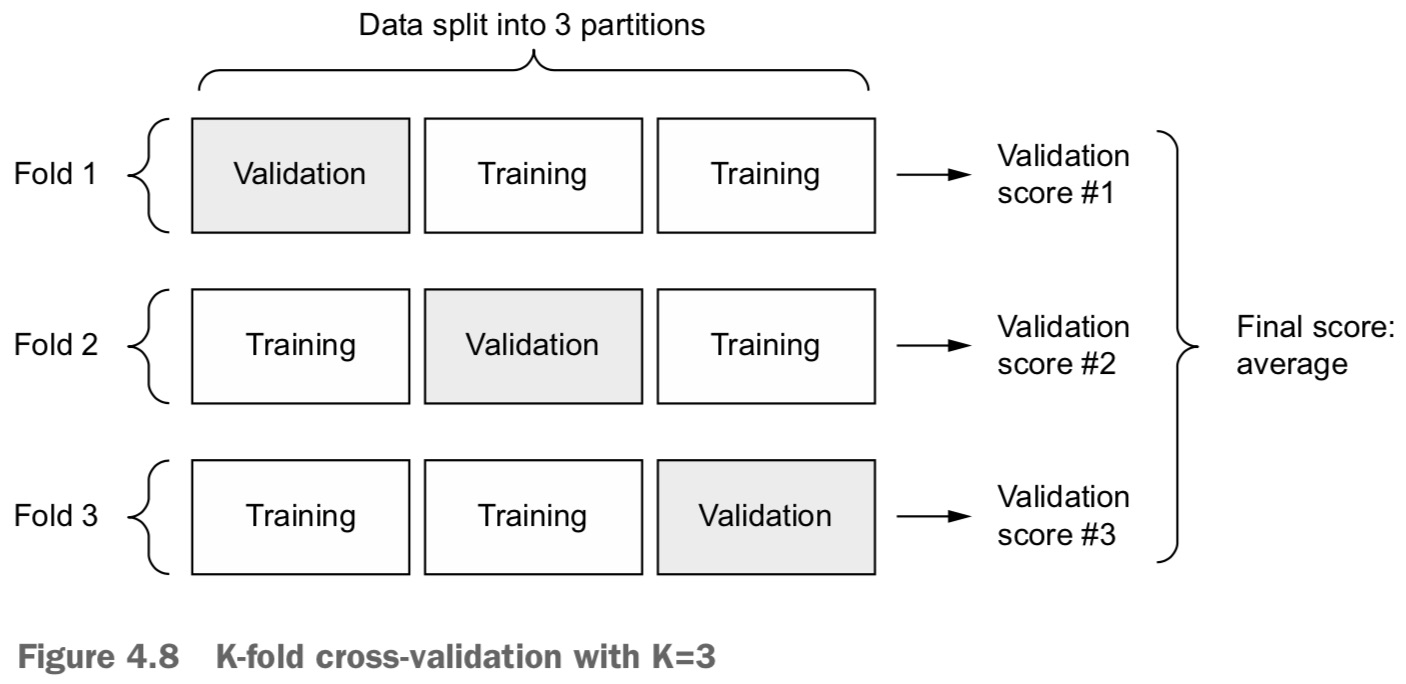 Data split into 3 partitions
Fold 1
Validation
Training
Training
Validation
score #1
Fold 2
Training
Validation
Training
Validation
score #2
Final score:
average
Fold 3
Training
Training
Validation
Validation
score #3
Figure 4.8 K-fold cross-validation with K=3